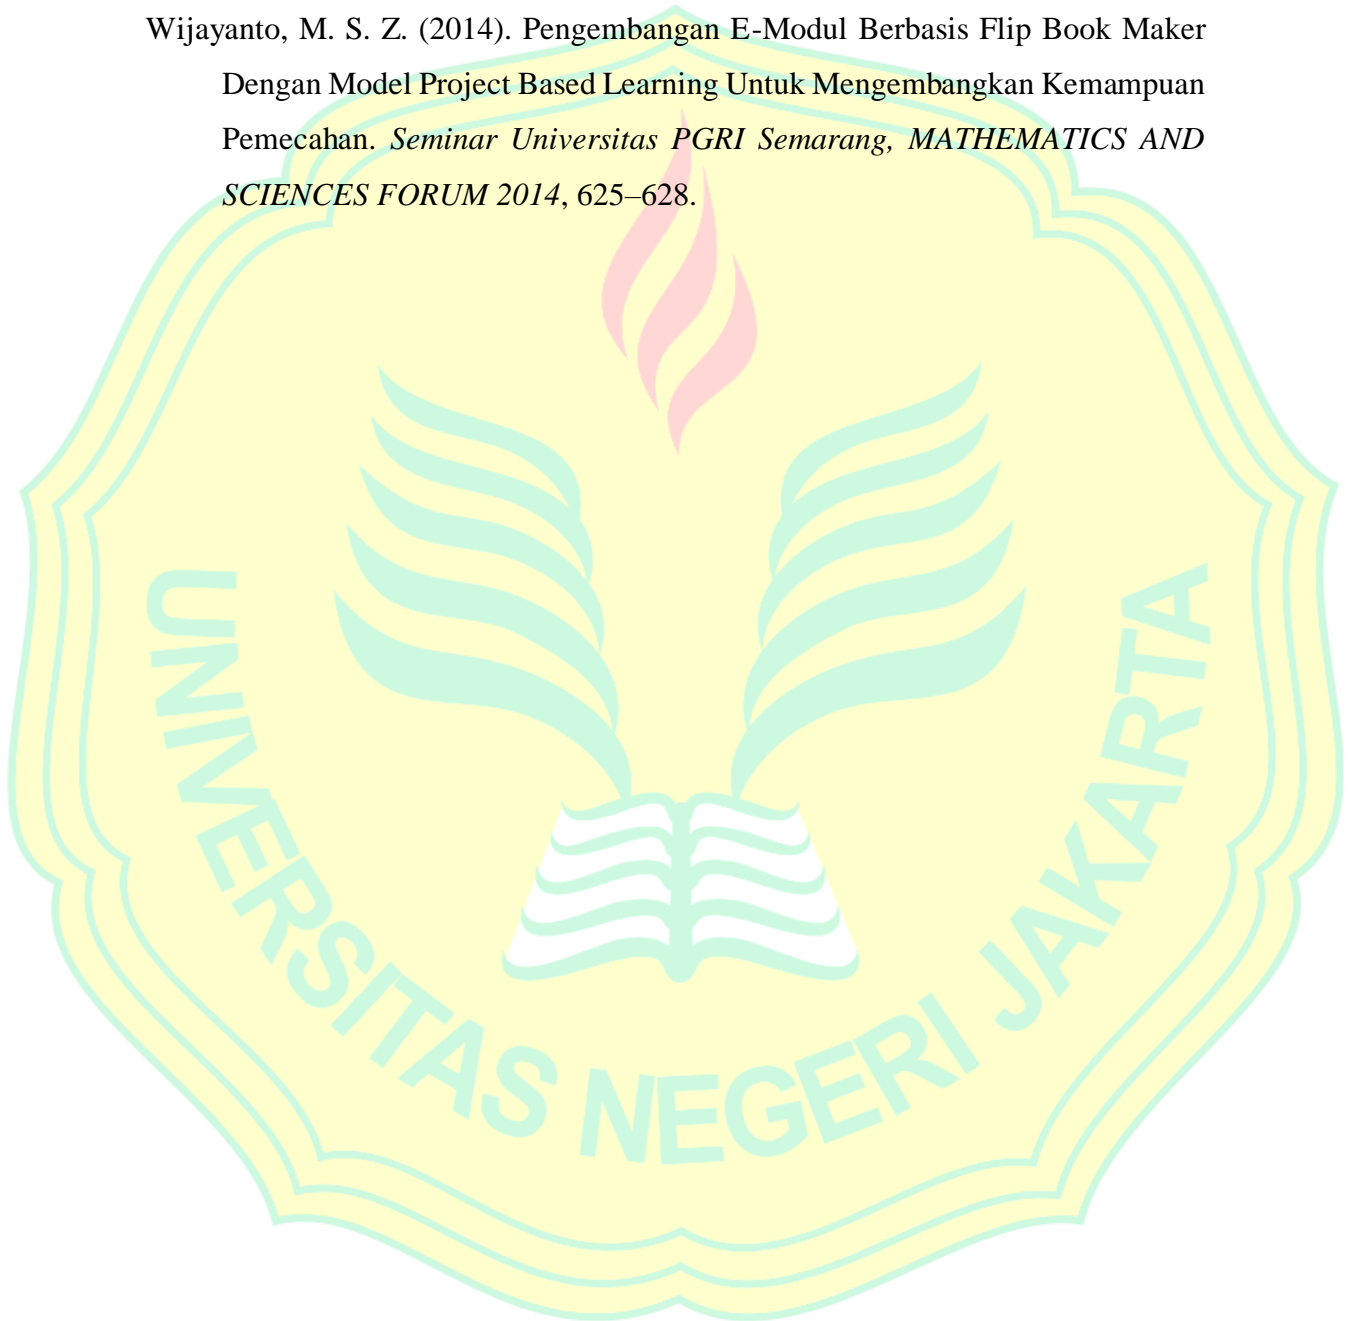 Wijayanto, M. S. Z. (2014). Pengembangan E-Modul Berbasis Flip Book Maker
Dengan Model Project Based Learning Untuk Mengembangkan Kemampuan
Pemecahan. Seminar Universitas PGRI Semarang, MATHEMATICS AND
SCIENCES FORUM 2014, 625–628.
UNIVERSITAS NEGERI JAKARTA